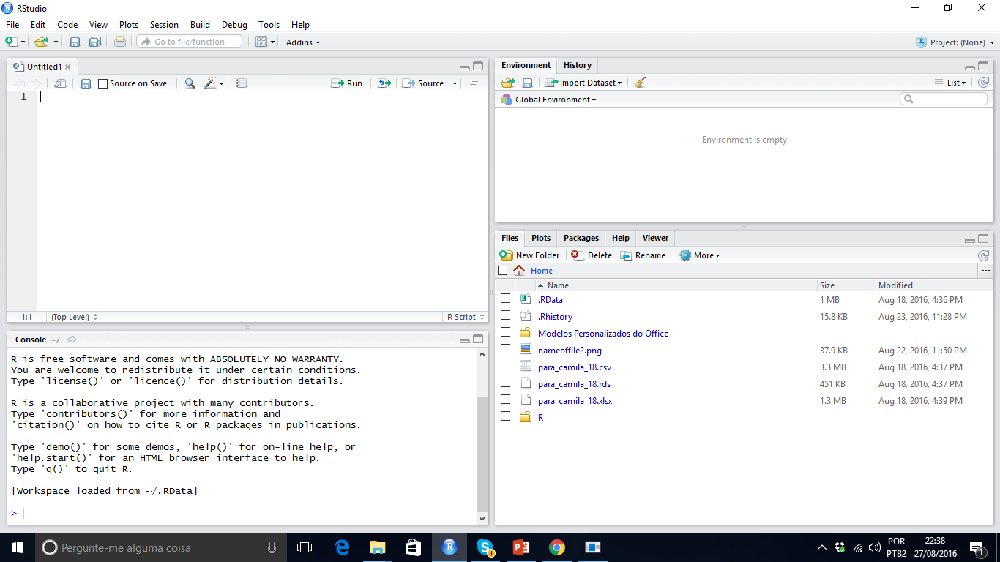 RStudio
File Edit Code View Plots Session Build Debug Tools Help
Go to file/function Addins Project: (None)
Untitled1
Source on Save Run Source
1
1:1 (Top Level) R Script
Console ~/
R is free software and comes with ABSOLUTELY NO WARRANTY.
You are welcome to redistribute it under certain conditions.
Type 'license()' or 'licence()' for distribution details.
R is a collaborative project with many contributors.
Type 'contributors()' for more information and
'citation()' on how to cite R or R packages in publications.
Type 'demo()' for some demos, 'help()' for on-line help, or
'help.start()' for an HTML browser interface to help.
Type 'q()' to quit R.
[Workspace loaded from ~/.RData]
>
Environment History
Import Dataset List
Global Environment
Environment is empty
Files Plots Packages Help Viewer
New Folder Delete Rename More
Home ...
Name Size Modified
.RData 1 MB Aug 18, 2016, 4:36 PM
.Rhistory 15.8 KB Aug 23, 2016, 11:28 PM
Modelos Personalizados do Office
nameoffile2.png 37.9 KB Aug 22, 2016, 11:50 PM
para_camila_18.csv 3.3 MB Aug 18, 2016, 4:37 PM
para_camila_18.rds 451 KB Aug 18, 2016, 4:37 PM
para_camila_18.xlsx 1.3 MB Aug 18, 2016, 4:39 PM
R
Pergunte-me alguma coisa
POR 22:38
PTB2 27/08/2016
1